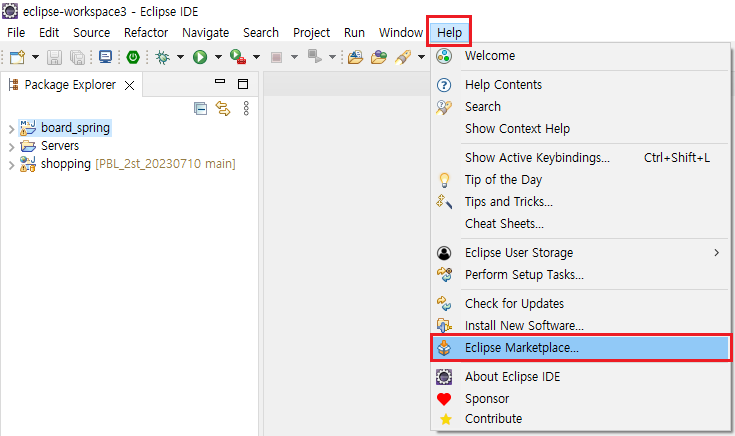 eclipse-workspace3 - Eclipse IDE
File Edit Source Refactor Navigate Search Project Run Window Help
Package Explorer
board_spring
Servers
shopping [PBL_2st_20230710 main]
Welcome
Help Contents
Search
Show Context Help
Show Active Keybindings... Ctrl+Shift+L
Tip of the Day
Tips and Tricks...
Cheat Sheets...
Eclipse User Storage
Perform Setup Tasks...
Check for Updates
Install New Software...
Eclipse Marketplace...
About Eclipse IDE
Sponsor
Contribute